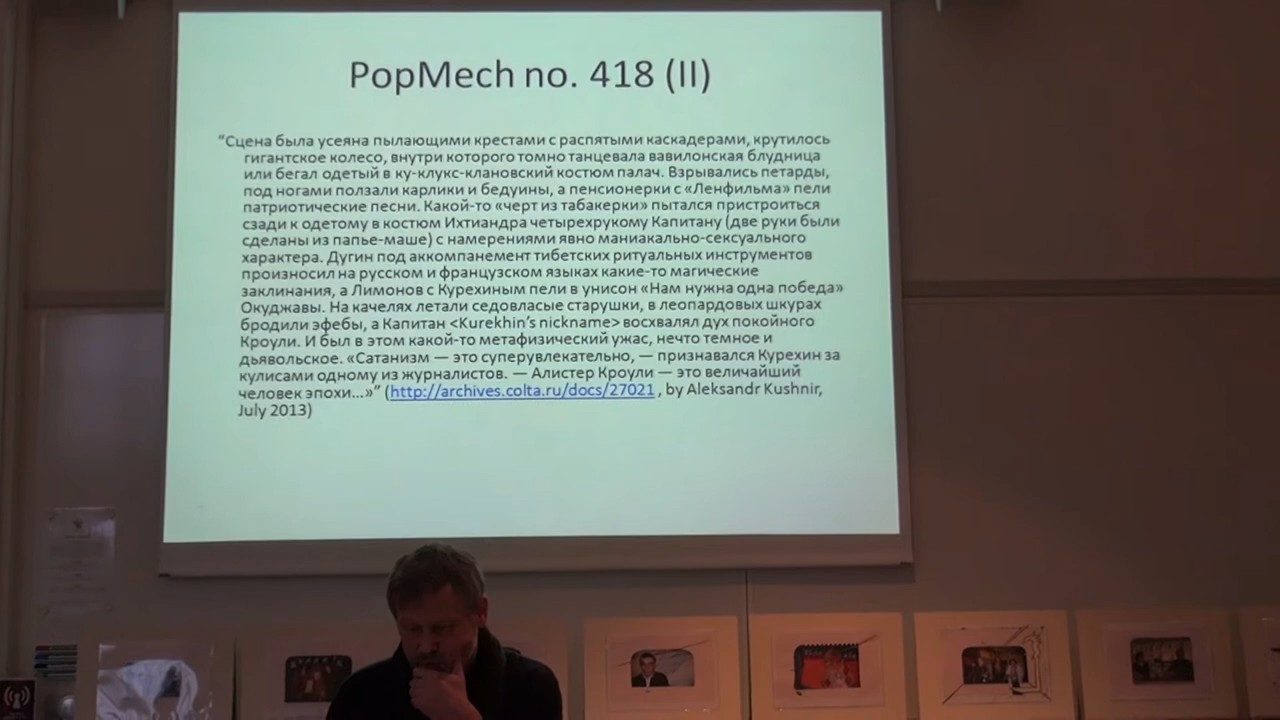 PopMech no. 418 (II)
“Сцена была усеяна пылающими крестами с распятыми каскадерами, крутилось
гигантское колесо, внутри которого томно танцевала вавилонская блудница
или бегал одетый в ку-клукс-клановский костюм палач. Взрывались петарды,
под ногами ползали карлики и бедуины, а пенсионерки с «Ленфильма» пели
патриотические песни. Какой-то «черт из табакерки» пытался пристроиться
сзади к одетому в костюм Ихтиандра четырехрукому Капитану (две руки были
сделаны из папье-маше) с намерениями явно маниакально-сексуального
характера. Дугин под аккомпанемент тибетских ритуальных инструментов
произносил на русском и французском языках какие-то магические
заклинания, а Лимонов с Курехиным пели в унисон «Нам нужна одна победа»
Окуджавы. На качелях летали седовласые старушки, в леопардовых шкурах
бродили эфебы, а Капитан <Kurekhin’s nickname> восхвалял дух покойного
Кроули. И был в этом какой-то метафизический ужас, нечто темное и
дьявольское. «Сатанизм — это суперувлекательно, — признавался Курехин за
кулисами одному из журналистов. — Алистер Кроули — это величайший
человек эпохи...»” (http://archives.colta.ru/docs/27021 , by Aleksandr Kushnir,
July 2013)